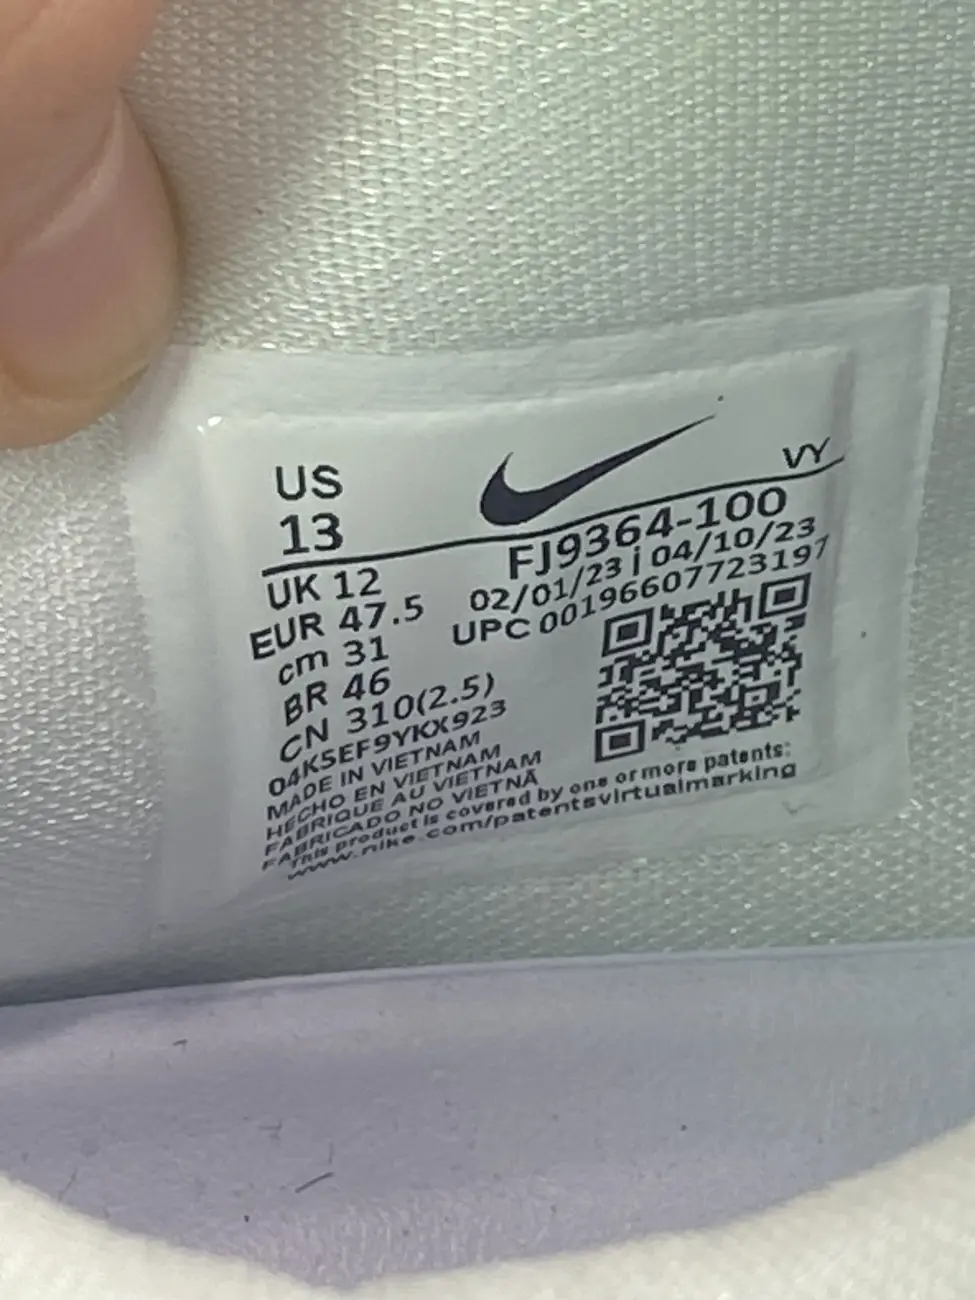 US
13
VY
FJ9364-100
02/01/23 | 04/10/23
UPC 00196607723197
UK 12
EUR 47.5
cm 31
BR 46
CN 310(2.5)
04K5EF9YKX923
MADE IN VIETNAM
HECHO EN VIETNAM
FABRIQUE AU VIETNAM
FABRICADO NO VIETNÃ
This product is covered by one or more patents:
www.nike.com/patentsvirtualmarking